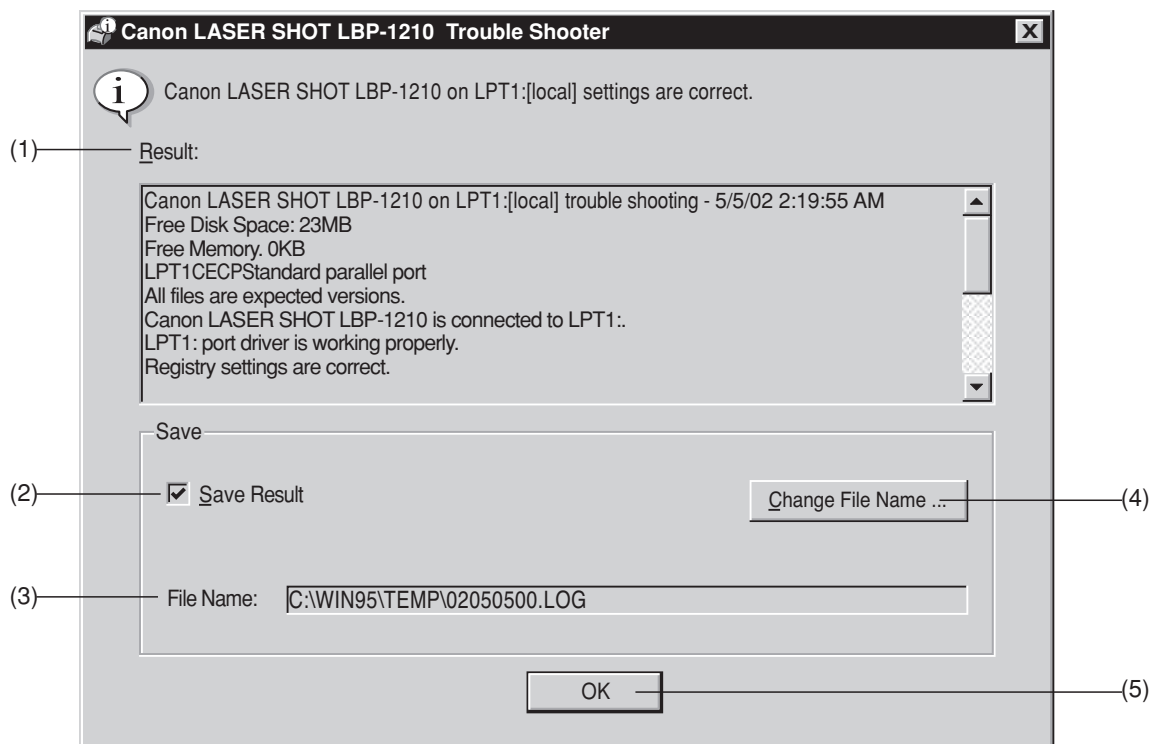 Canon LASER SHOT LBP-1210 Trouble Shooter
X
i
Canon LASER SHOT LBP-1210 on LPT1:[local] settings are correct.
(1)
Result:
Canon LASER SHOT LBP-1210 on LPT1:[local] trouble shooting - 5/5/02 2:19:55 AM
Free Disk Space: 23MB
Free Memory. 0KB
LPT1CECPStandard parallel port
All files are expected versions.
Canon LASER SHOT LBP-1210 is connected to LPT1:.
LPT1: port driver is working properly.
Registry settings are correct.
Save
(2)
Save Result
Change File Name ...
(4)
(3)
File Name:
C:\WIN95\TEMP\02050500.LOG
OK
(5)